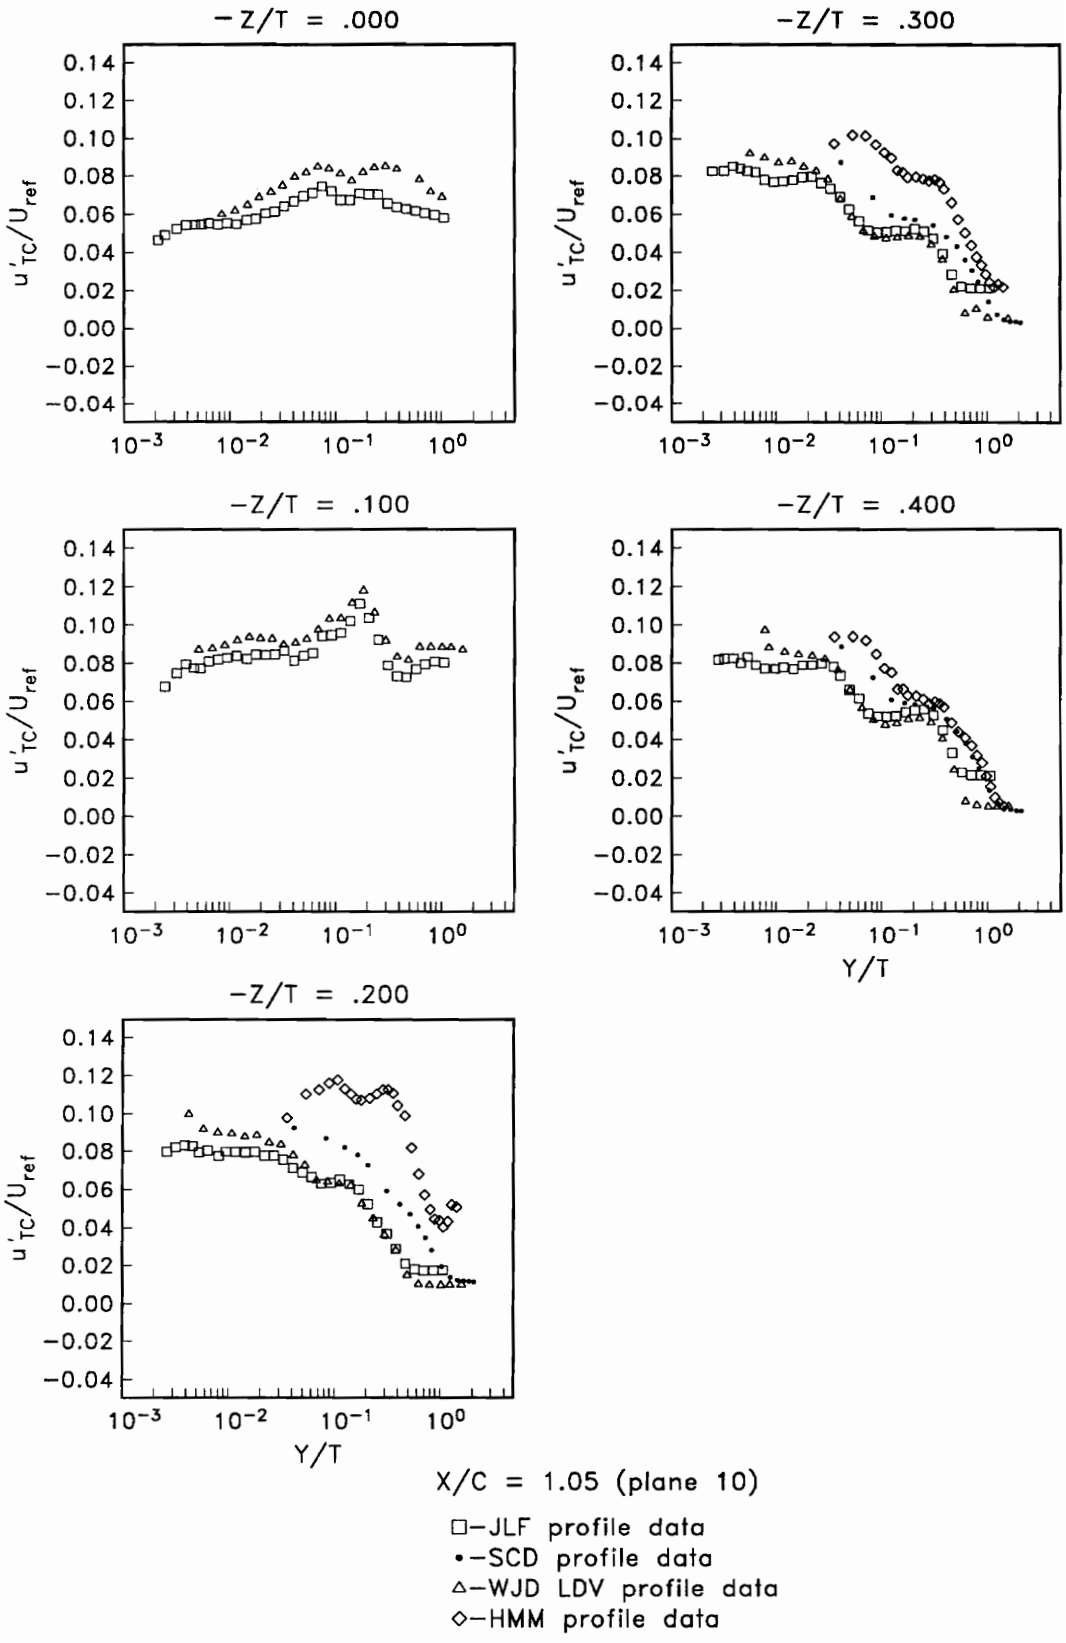 -Z/T = .000
0.14
0.12
0.10
0.08
0.06
0.04
0.02
0.00
-0.02
-0.04
u'TC/Uref
10-3 10-2 10-1 100
-Z/T = .100
0.14
0.12
0.10
0.08
0.06
0.04
0.02
0.00
-0.02
-0.04
u'TC/Uref
10-3 10-2 10-1 100
-Z/T = .200
0.14
0.12
0.10
0.08
0.06
0.04
0.02
0.00
-0.02
-0.04
u'TC/Uref
10-3 10-2 10-1 100
Y/T
-Z/T = .300
0.14
0.12
0.10
0.08
0.06
0.04
0.02
0.00
-0.02
-0.04
u'TC/Uref
10-3 10-2 10-1 100
-Z/T = .400
0.14
0.12
0.10
0.08
0.06
0.04
0.02
0.00
-0.02
-0.04
u'TC/Uref
10-3 10-2 10-1 100
Y/T
X/C = 1.05 (plane 10)
□-JLF profile data
•-SCD profile data
△-WJD LDV profile data
◇-HMM profile data